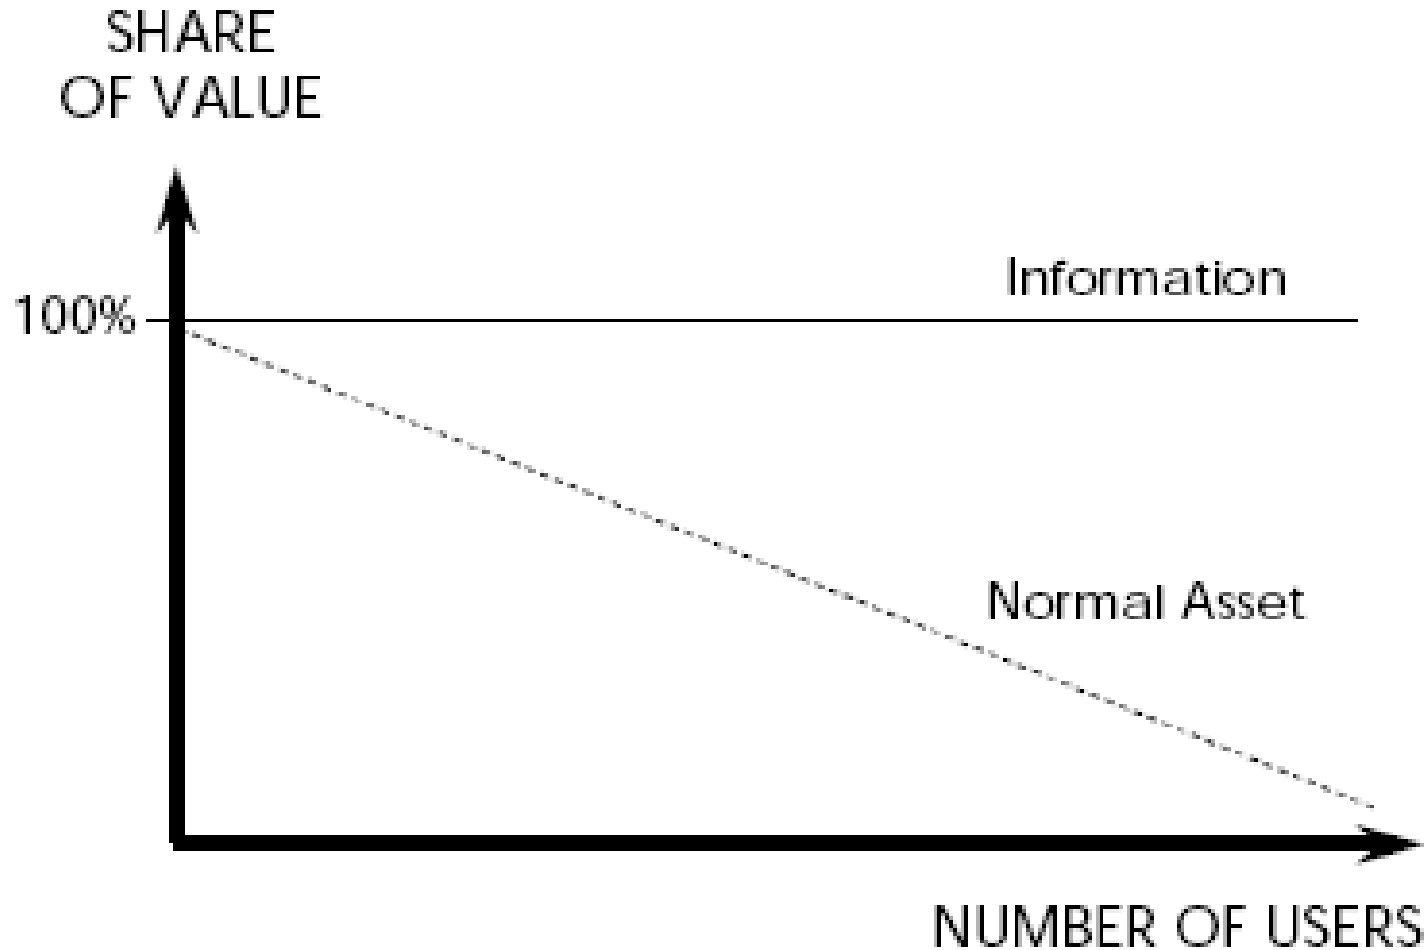 SHARE
OF VALUE
Information
100%
Normal Asset
NUMBER OF USERS